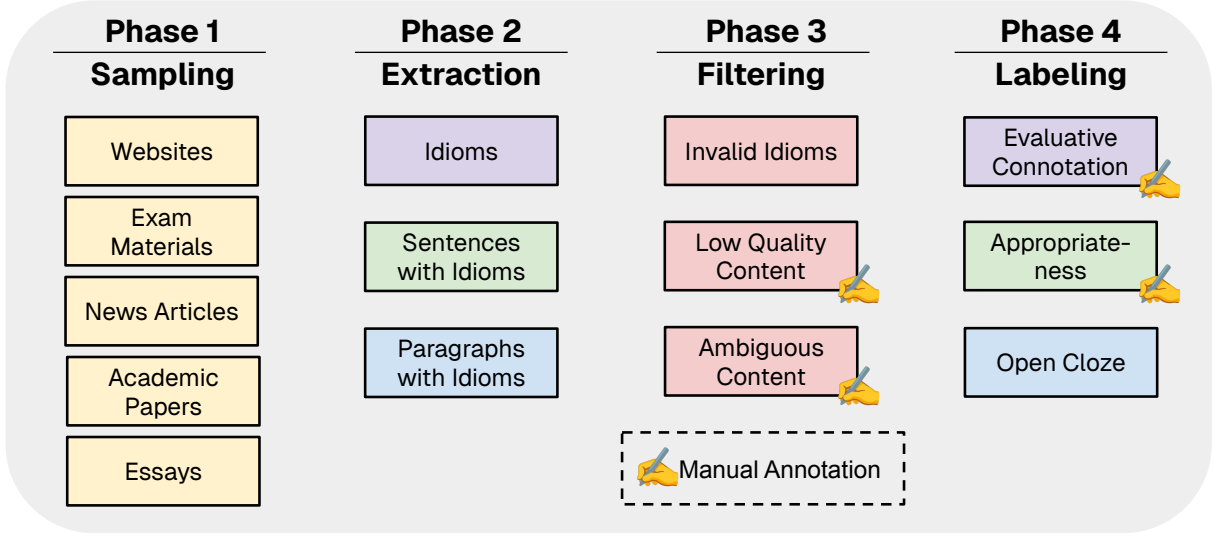 Phase 1
Sampling
Websites
Exam
Materials
News Articles
Academic
Papers
Essays
Phase 2
Extraction
Idioms
Sentences
with Idioms
Paragraphs
with Idioms
Phase 3
Filtering
Invalid Idioms
Low Quality
Content
Ambiguous
Content
Manual Annotation
Phase 4
Labeling
Evaluative
Connotation
Appropriate-
ness
Open Cloze